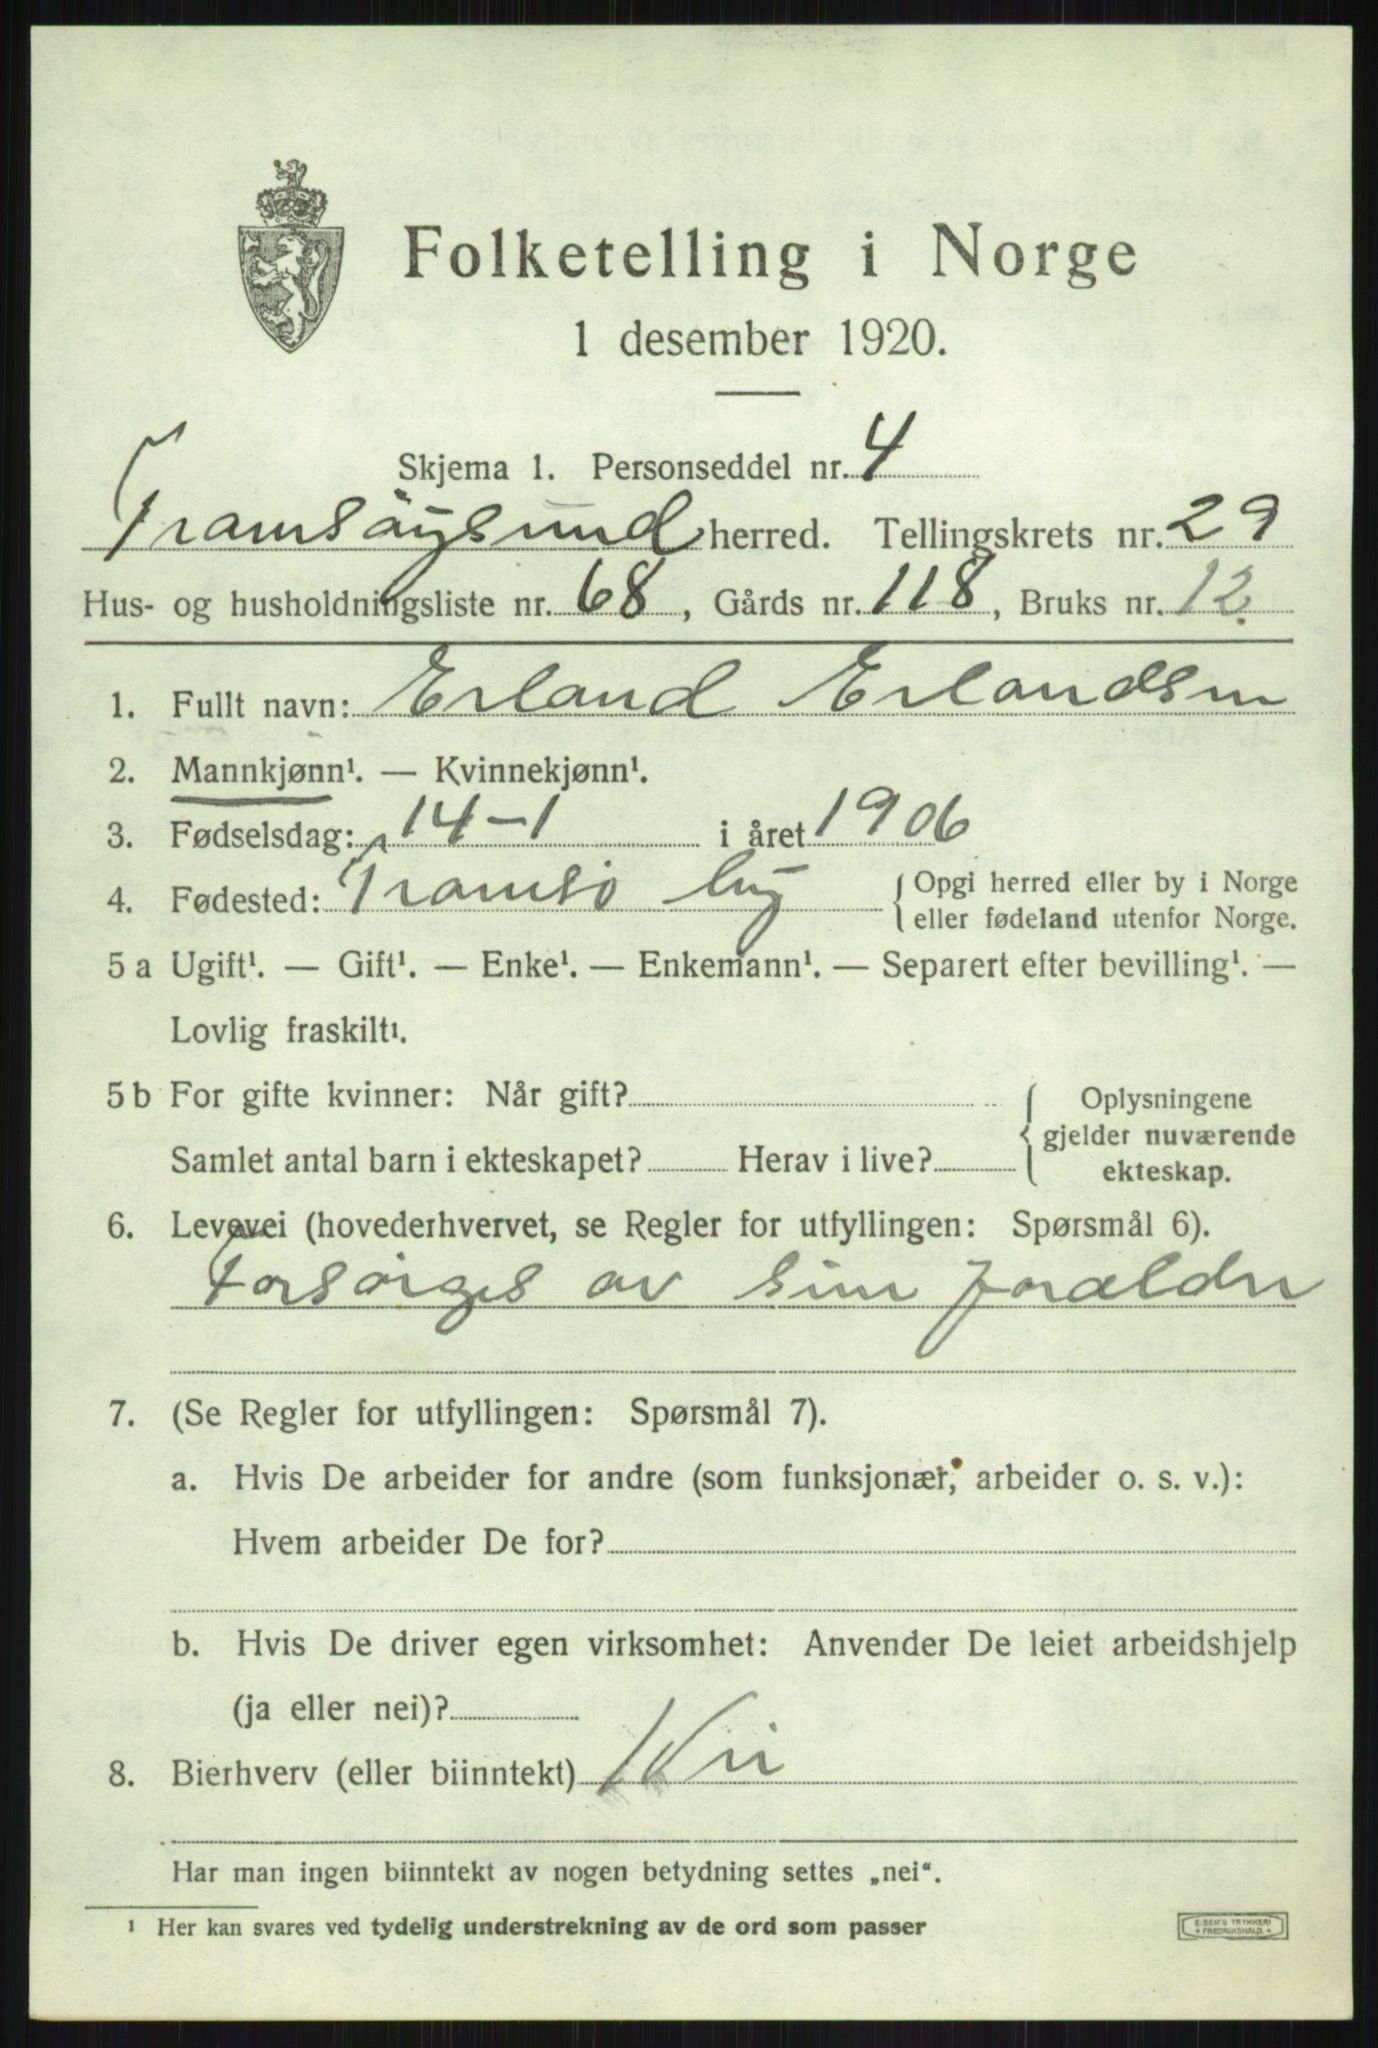 Folketelling i Norge
1 desember 1920.
Skjema 1. Personseddel nr. 4
Tromsøysund herred. Tellingskrets nr. 29
Hus- og husholdningsliste nr. 68, Gårds nr. 118, Bruks nr. 12.
1. Fullt navn: Erland Erlandsen
2. Mannkjønn¹. — Kvinnekjønn¹.
3. Fødselsdag: 14-1 i året 1906
4. Fødested: Tromsö by { Opgi herred eller by i Norge
eller fødeland utenfor Norge.
5 a Ugift¹. — Gift¹. — Enke¹. — Enkemann¹. — Separert efter bevilling¹. —
Lovlig fraskilt¹.
5 b For gifte kvinner: Når gift? { Oplysningene
gjelder nuværende
Samlet antal barn i ekteskapet? Herav i live?
ekteskap.
6. Levevei (hovederhvervet, se Regler for utfyllingen: Spørsmål 6).
Forsørges av sine foreldre
7. (Se Regler for utfyllingen: Spørsmål 7).
a. Hvis De arbeider for andre (som funksjonær, arbeider o. s. v.):
Hvem arbeider De for?
b. Hvis De driver egen virksomhet: Anvender De leiet arbeidshjelp
(ja eller nei)?
8. Bierhverv (eller biinntekt) Nei
Har man ingen biinntekt av nogen betydning settes „nei“.
¹ Her kan svares ved tydelig understrekning av de ord som passer
E. SEM'S TRYKKERI
* FREDRIKSHALD. *